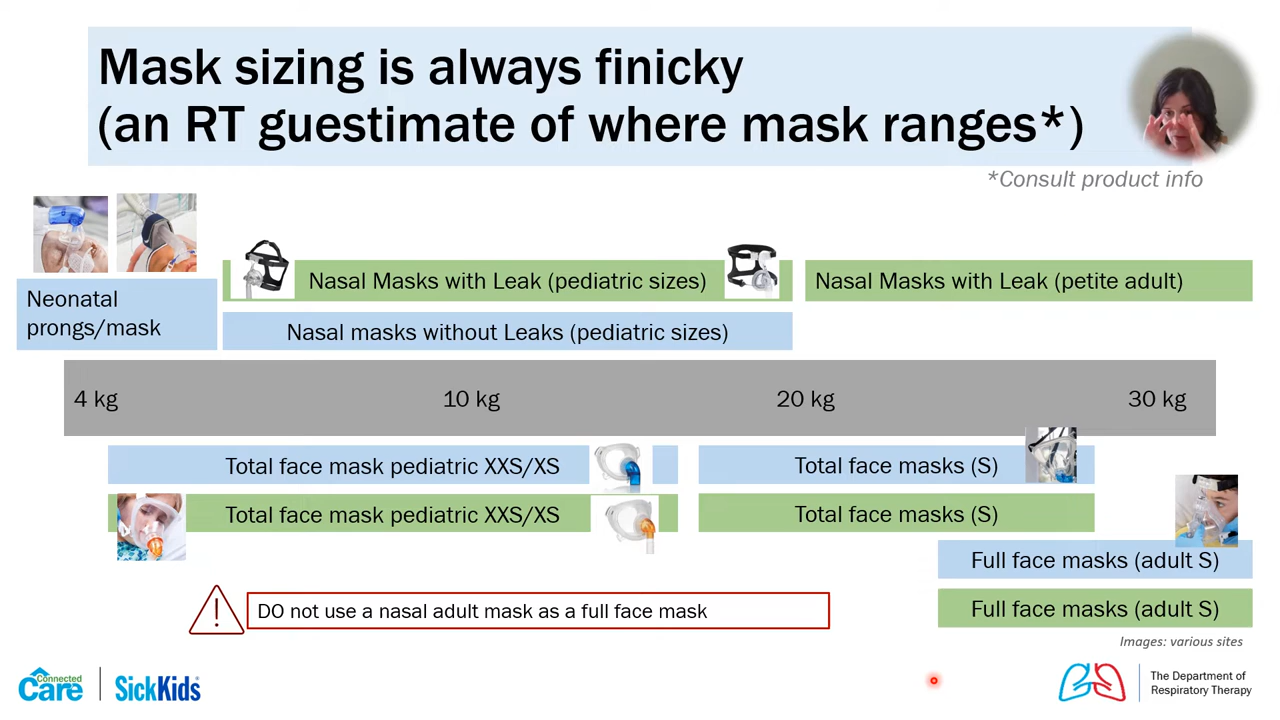 Mask sizing is always finicky
(an RT guestimate of where mask ranges*)
*Consult product info
Neonatal
prongs/mask
Nasal Masks with Leak (pediatric sizes)
Nasal Masks with Leak (petite adult)
Nasal masks without Leaks (pediatric sizes)
4 kg
10 kg
20 kg
30 kg
Total face mask pediatric XXS/XS
Total face masks (S)
Total face mask pediatric XXS/XS
Total face masks (S)
Full face masks (adult S)
Full face masks (adult S)
DO not use a nasal adult mask as a full face mask
Images: various sites
Connected
Care
SickKids
The Department of
Respiratory Therapy